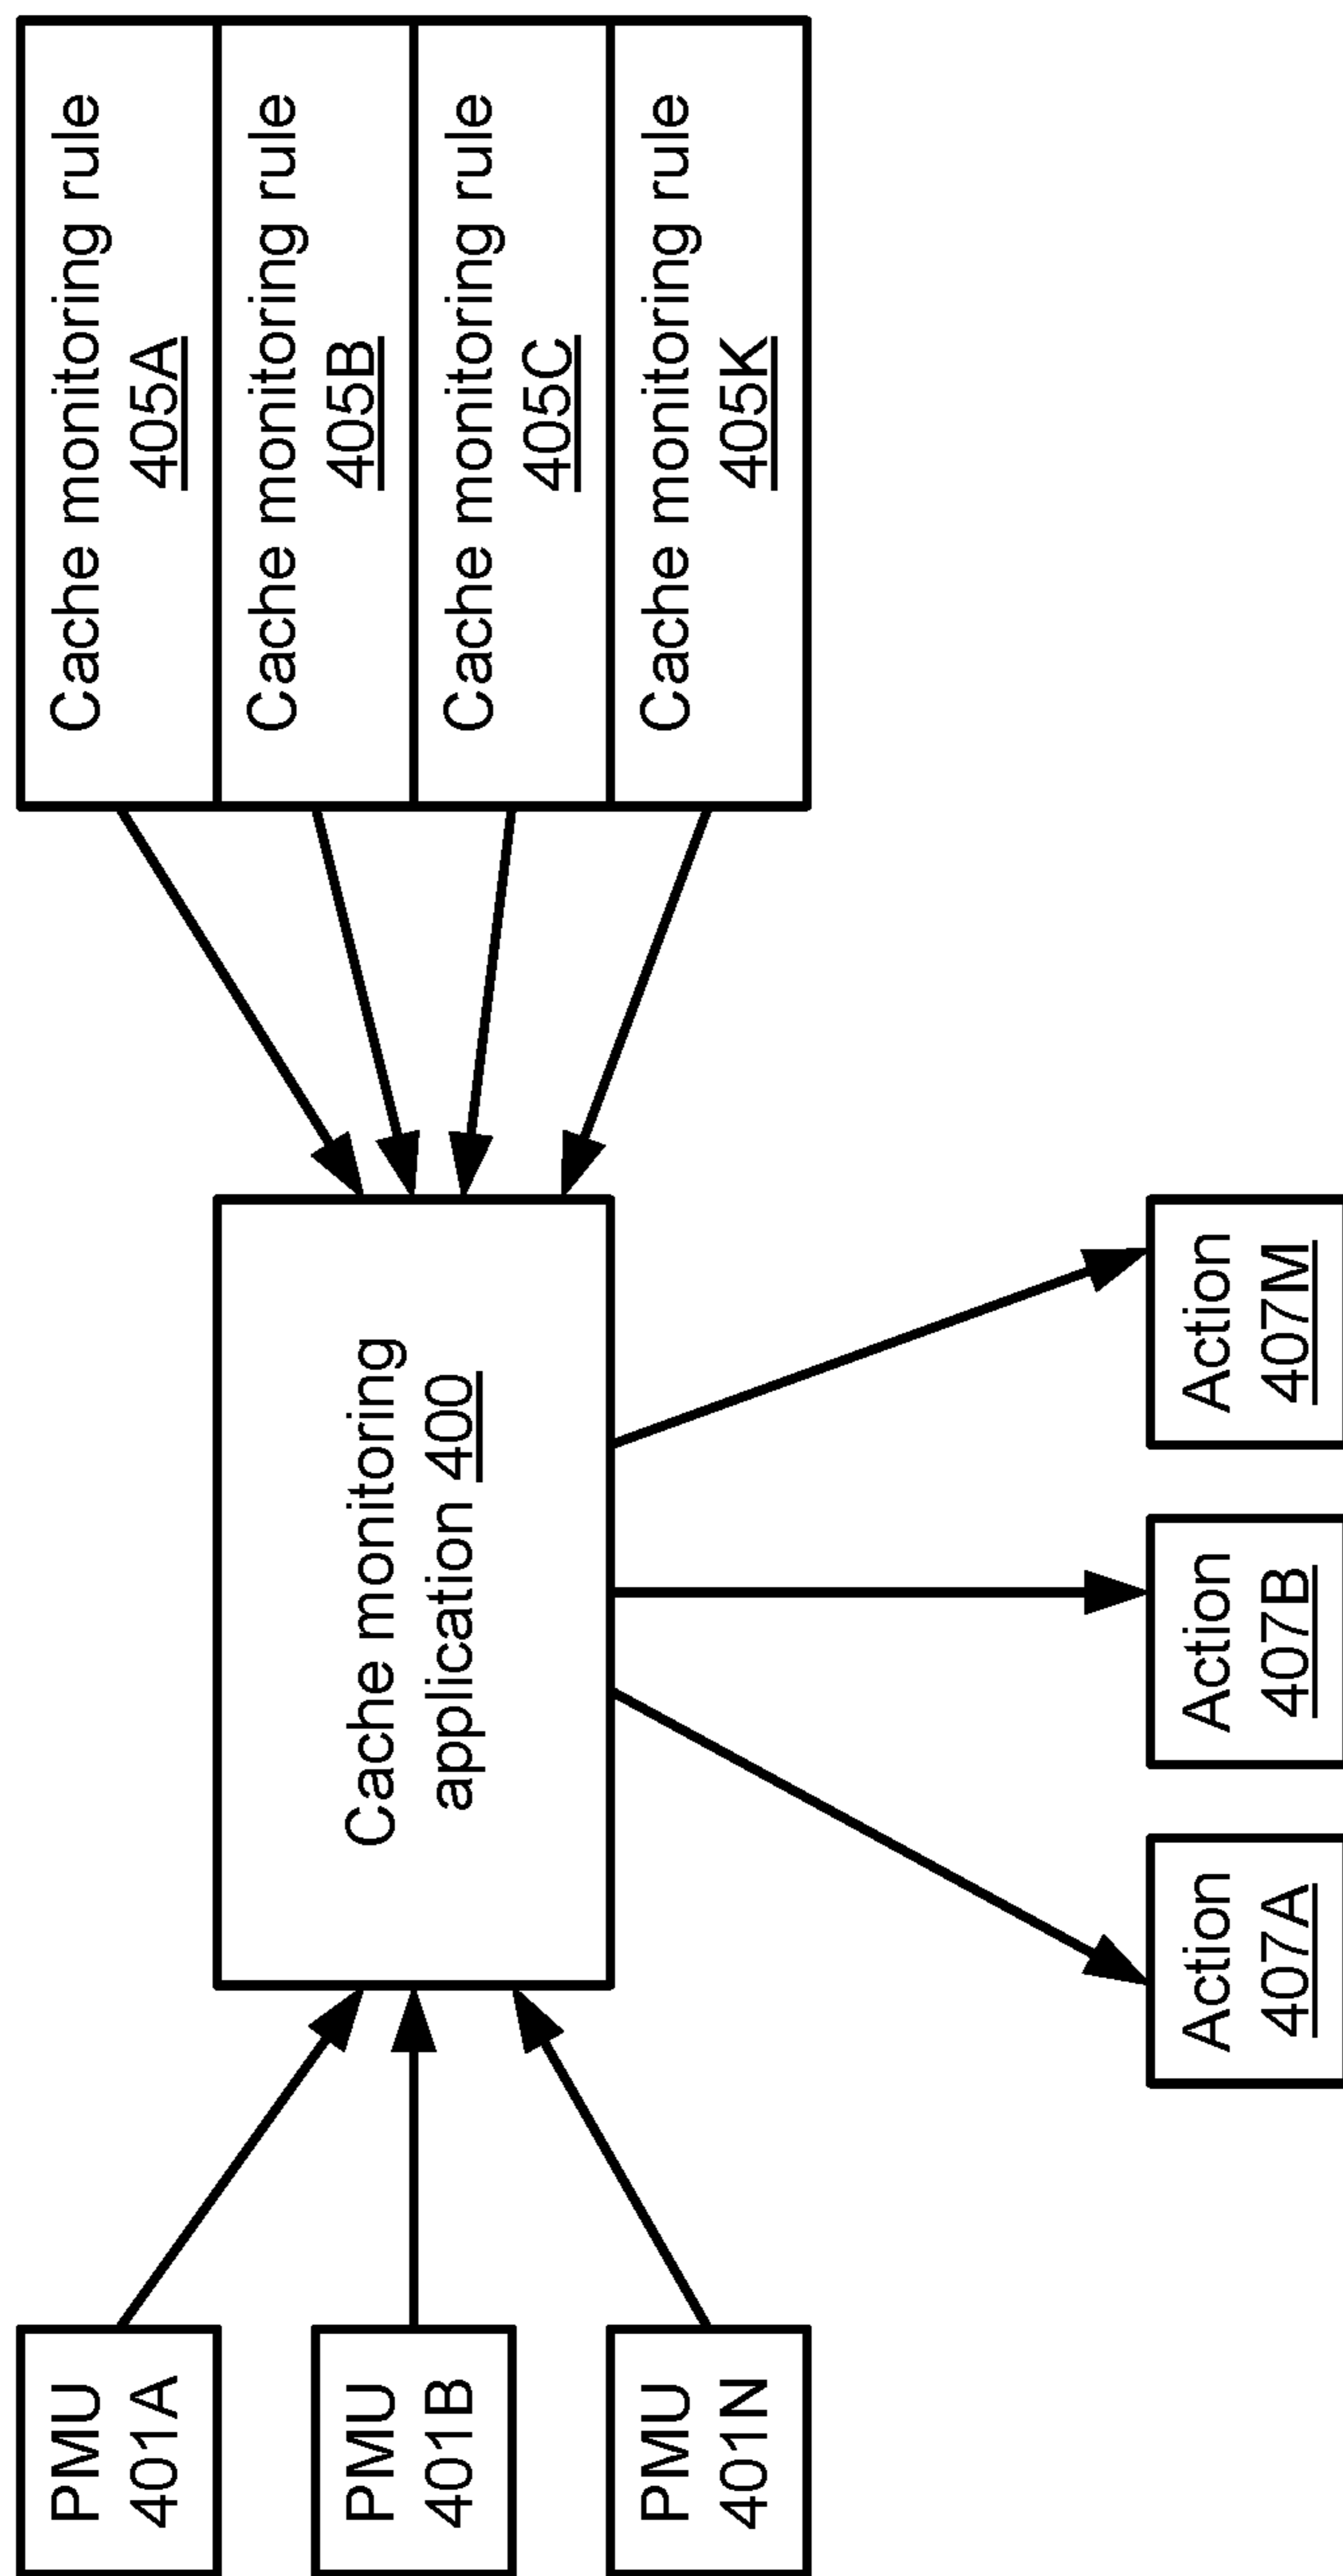 PMU
401A
PMU
401B
PMU
401N
Cache monitoring
application 400
Cache monitoring rule
405A
Cache monitoring rule
405B
Cache monitoring rule
405C
Cache monitoring rule
405K
Action
407A
Action
407B
Action
407M